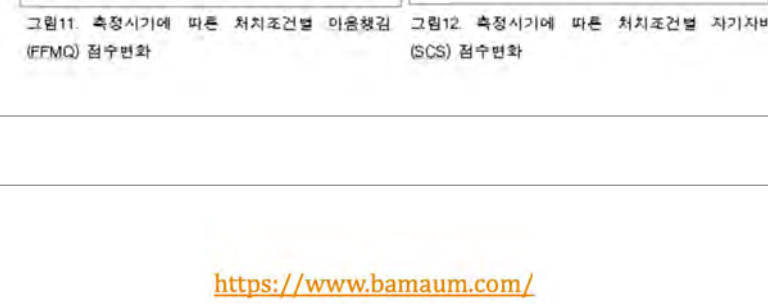 그림11. 측정시기에 따른 처치조건별 마음챙김
(FFMQ) 점수변화
그림12. 측정시기에 따른 처치조건별 자기자비
(SCS) 점수변화
https://www.bamaum.com/